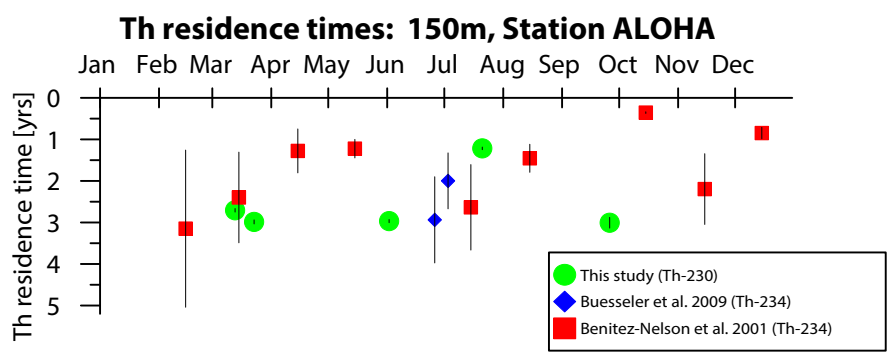 Th residence times: 150m, Station ALOHA
Jan Feb Mar Apr May Jun Jul Aug Sep Oct Nov Dec
Th residence time [yrs]
0
1
2
3
4
5
This study (Th-230)
Buesseler et al. 2009 (Th-234)
Benitez-Nelson et al. 2001 (Th-234)